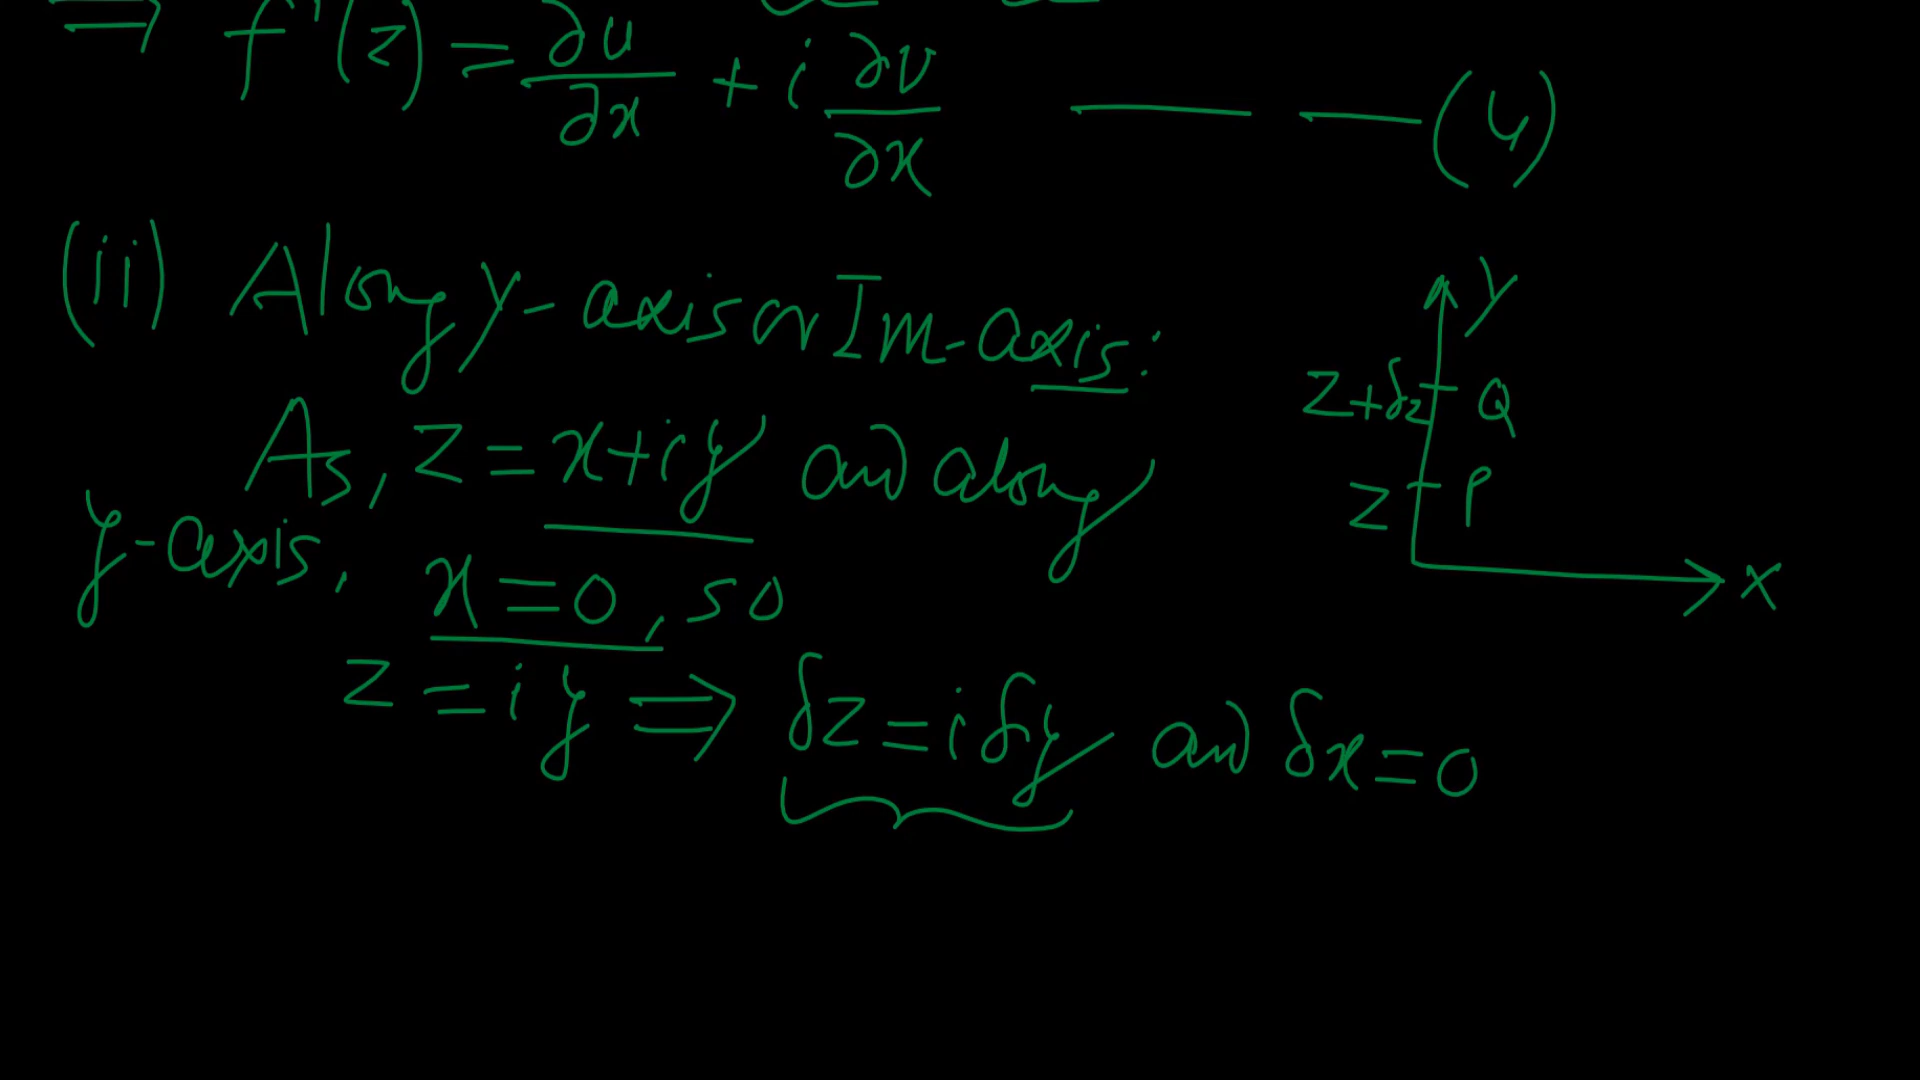 ⇒ f'(z) = ∂u/∂x + i ∂v/∂x — — (4)
(ii) Along y-axis or Im-axis:
As, z = x+iy and along
y-axis, x = 0, so
z = iy ⇒ δz = iδy and δx = 0
Y
z+δz Q
z P
X